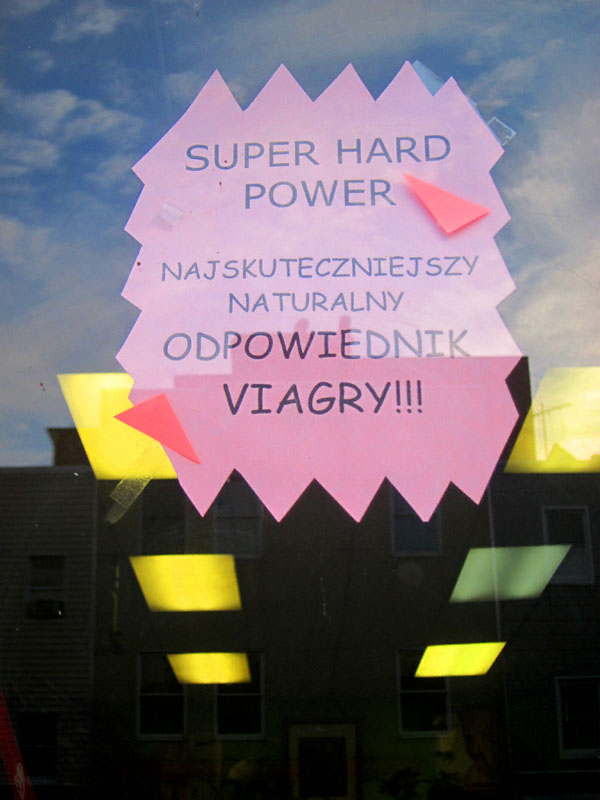 SUPER HARD
POWER
NAJSKUTECZNIEJSZY
NATURALNY
ODPOWIEDNIK
VIAGRY!!!